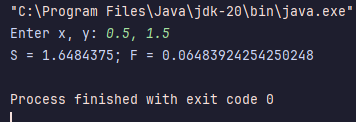 "C:\Program Files\Java\jdk-20\bin\java.exe"
Enter x, y: 0.5, 1.5
S = 1.6484375; F = 0.06483924254250248
Process finished with exit code 0